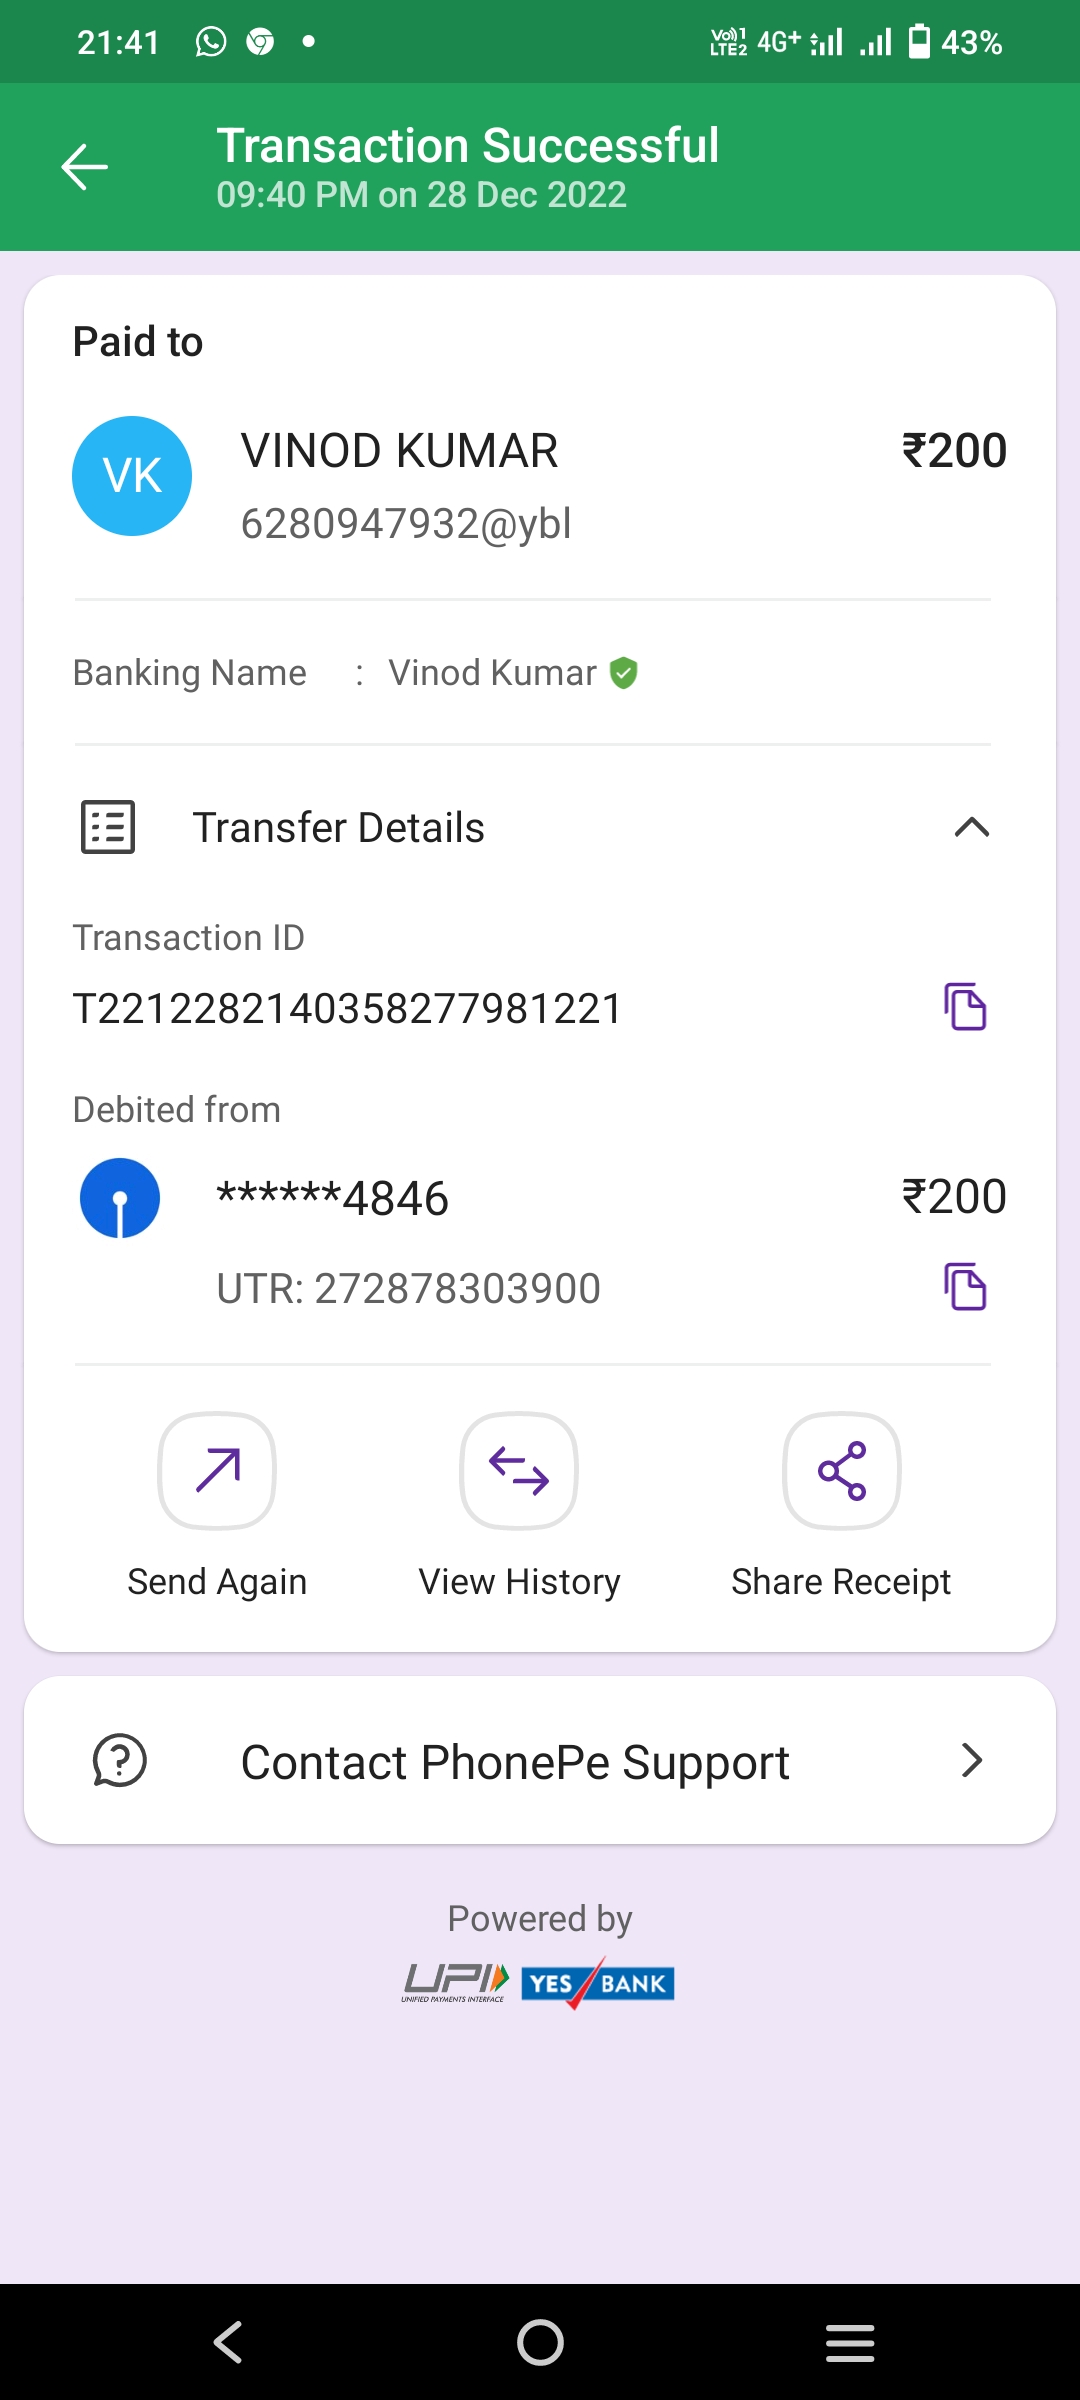 21:41 Vo))1 LTE2 4G+ 43%
Transaction Successful
09:40 PM on 28 Dec 2022
Paid to
VK
VINOD KUMAR ₹200
6280947932@ybl
Banking Name : Vinod Kumar
Transfer Details
Transaction ID
T2212282140358277981221
Debited from
******4846 ₹200
UTR: 272878303900
Send Again View History Share Receipt
Contact PhonePe Support
Powered by
UPI YES BANK
UNIFIED PAYMENTS INTERFACE